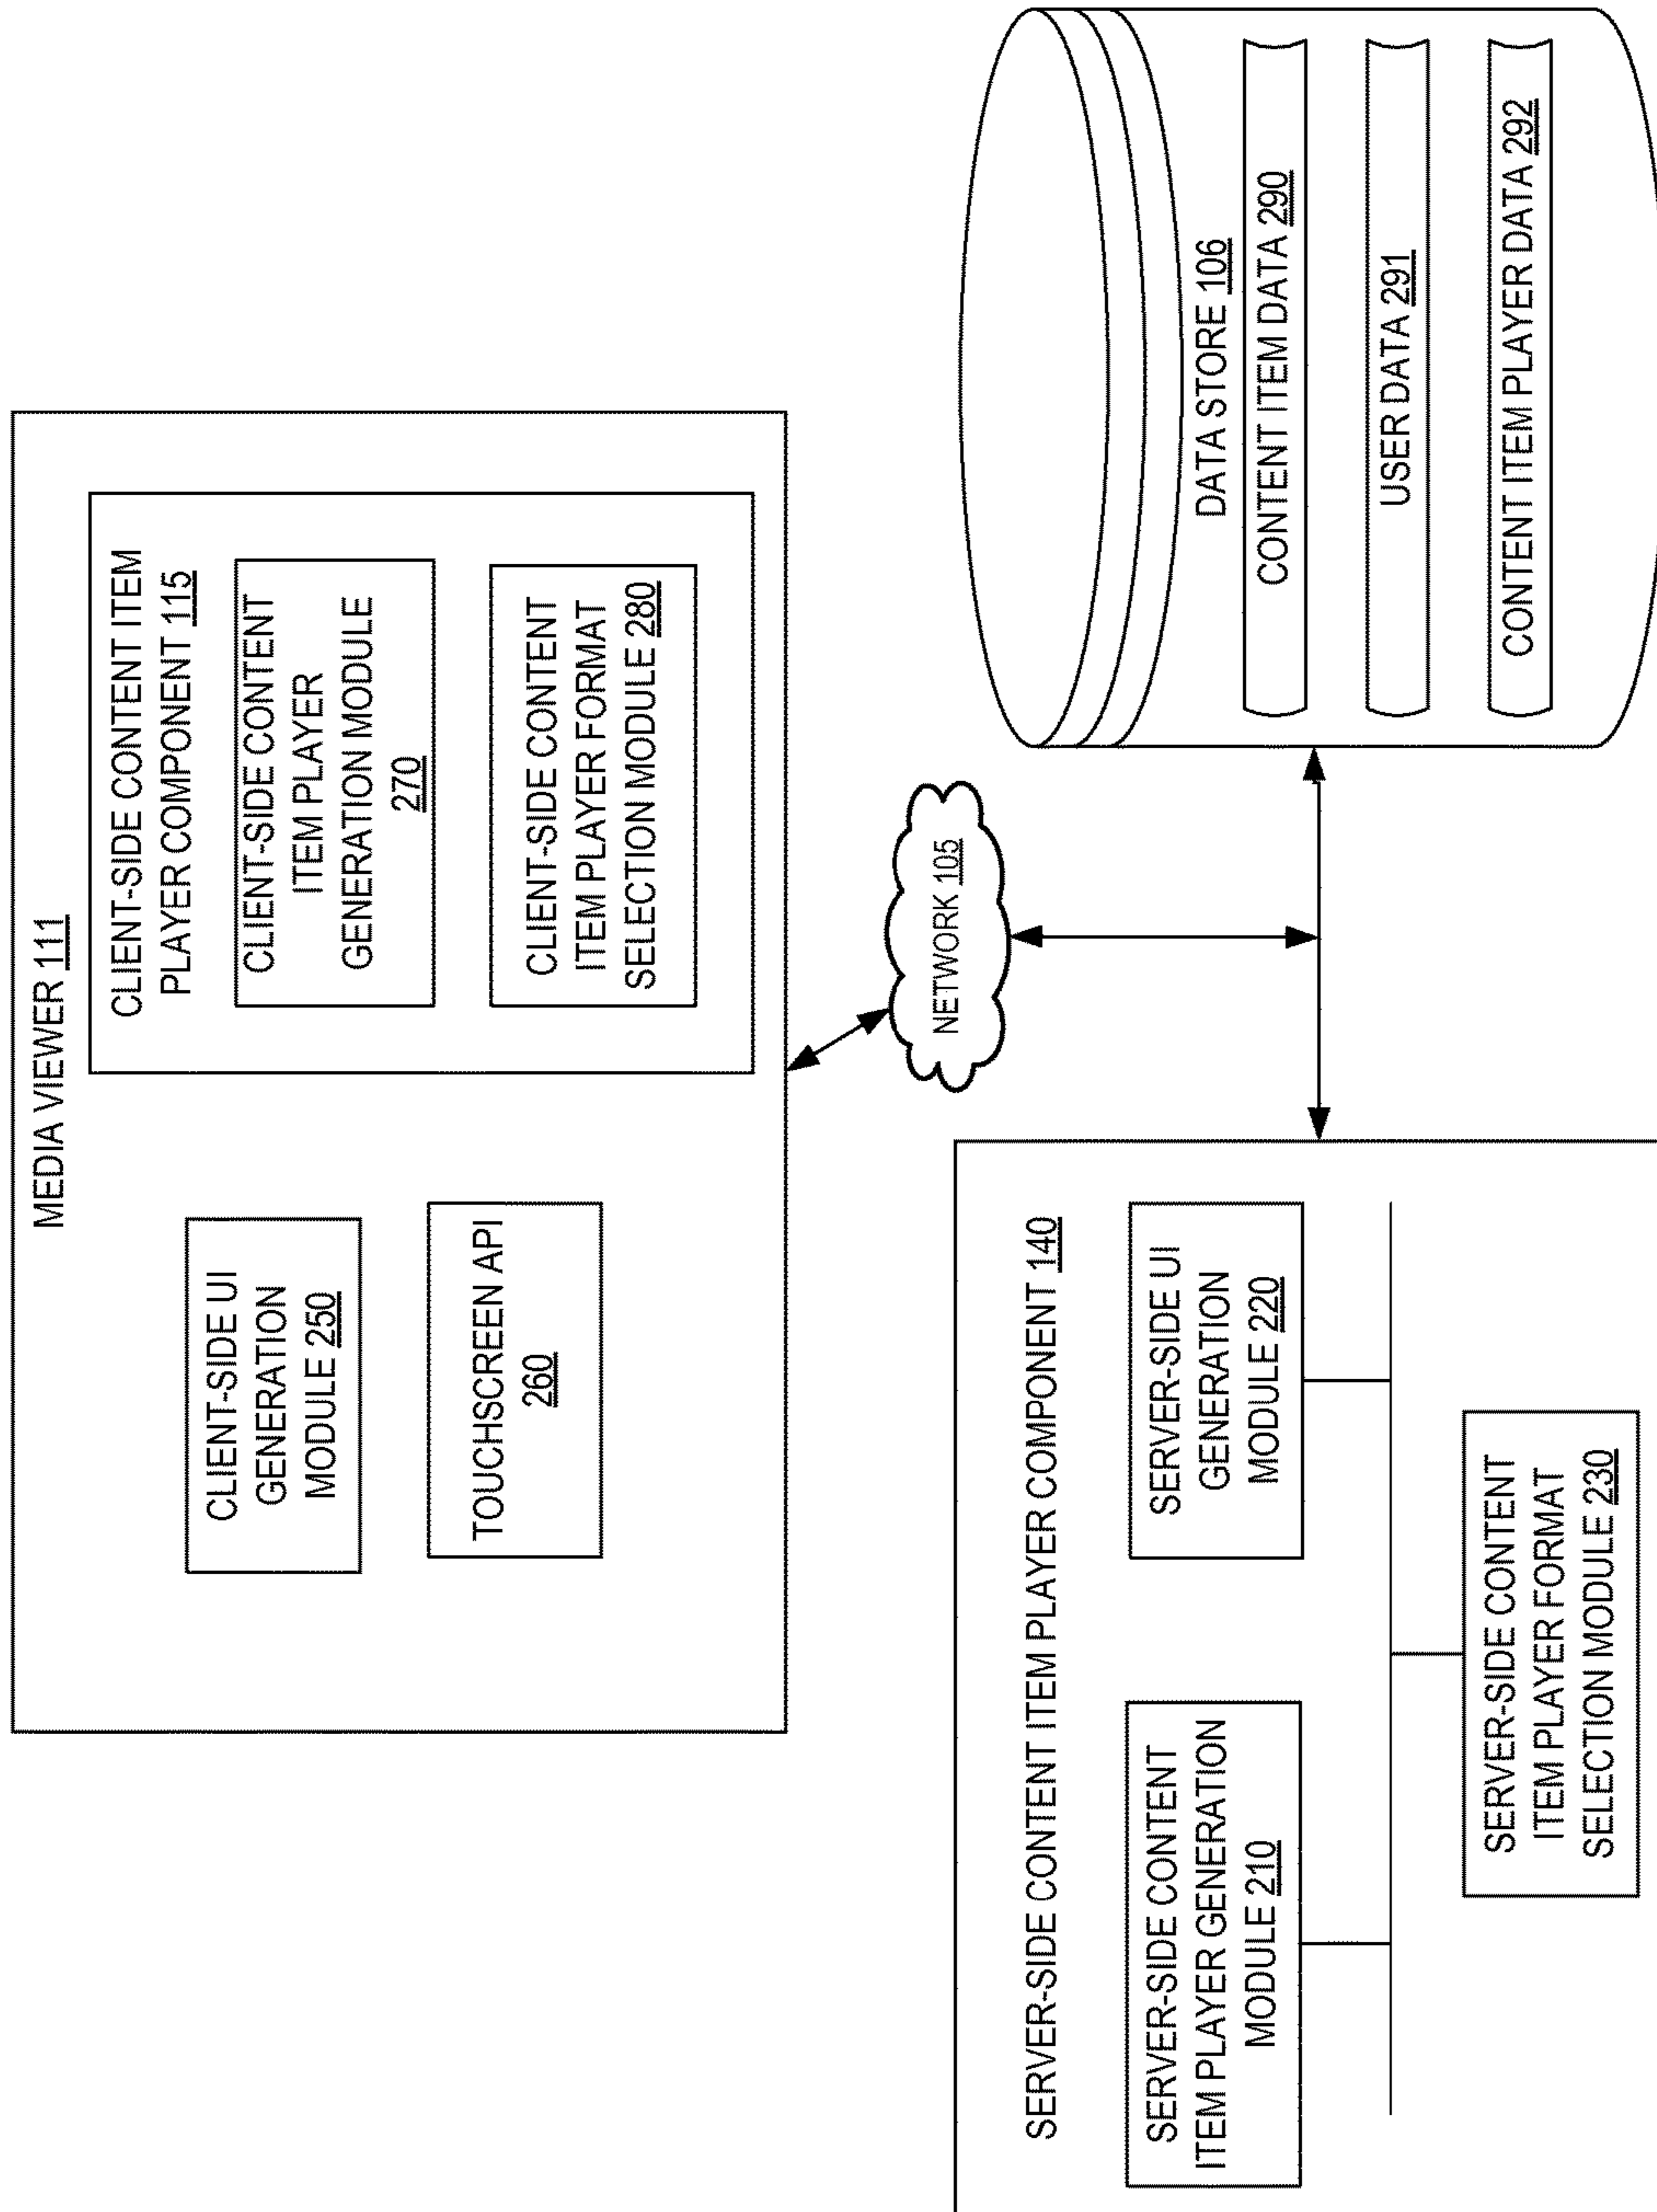 MEDIA VIEWER 111
CLIENT-SIDE UI
GENERATION
MODULE 250
TOUCHSCREEN API
260
CLIENT-SIDE CONTENT ITEM
PLAYER COMPONENT 115
CLIENT-SIDE CONTENT
ITEM PLAYER
GENERATION MODULE
270
CLIENT-SIDE CONTENT
ITEM PLAYER FORMAT
SELECTION MODULE 280
NETWORK 105
SERVER-SIDE CONTENT ITEM PLAYER COMPONENT 140
SERVER-SIDE CONTENT
ITEM PLAYER GENERATION
MODULE 210
SERVER-SIDE UI
GENERATION
MODULE 220
SERVER-SIDE CONTENT
ITEM PLAYER FORMAT
SELECTION MODULE 230
DATA STORE 106
CONTENT ITEM DATA 290
USER DATA 291
CONTENT ITEM PLAYER DATA 292